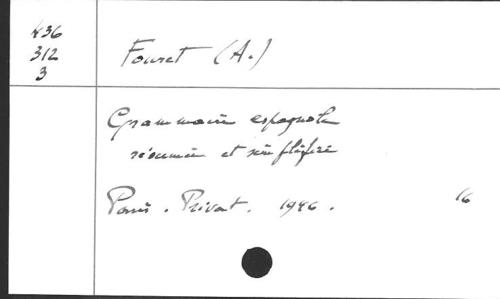 436
312
3
Fouret (A.)
Grammaire espagnole
résumée et simplifiée
Paris. Privat. 1946. 16